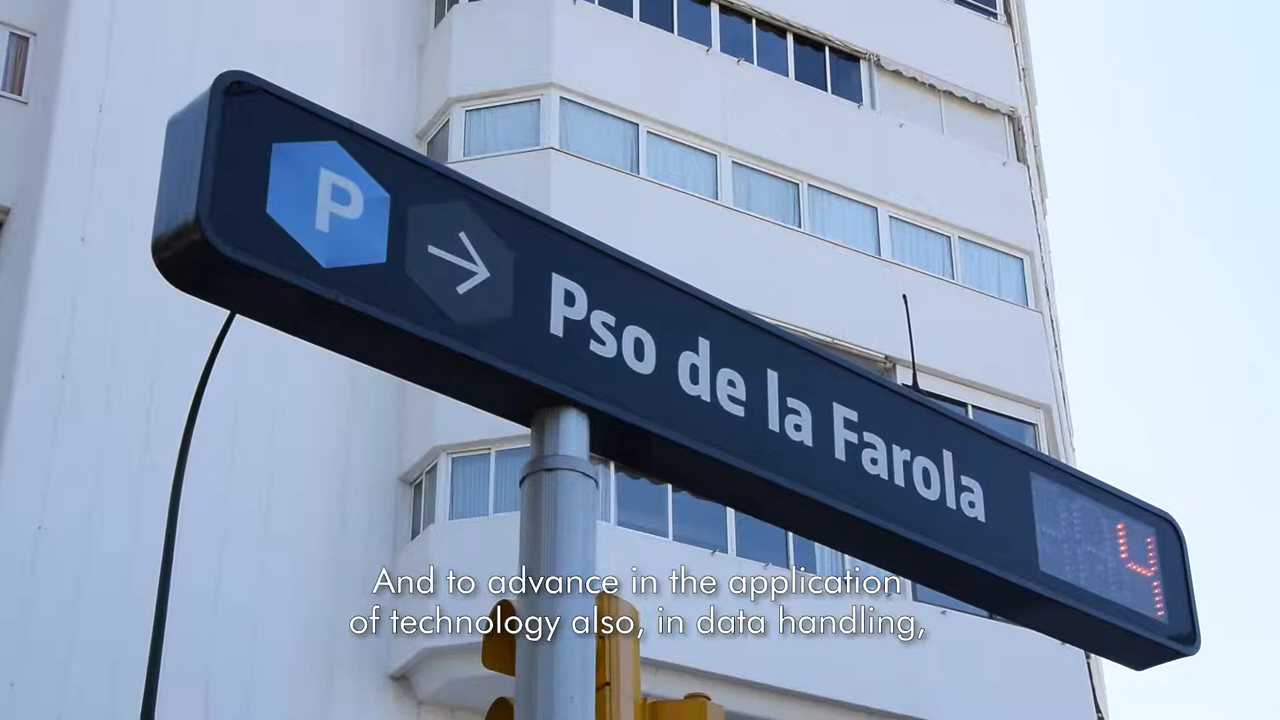 P → Pso de la Farola 4
And to advance in the application
of technology also, in data handling,